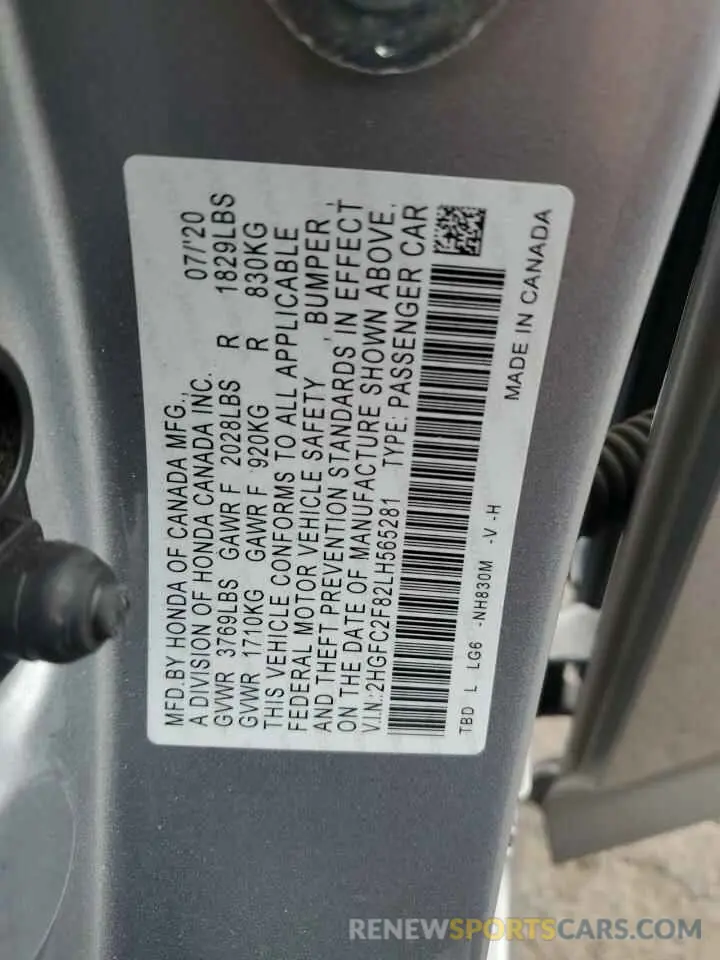 MFD.BY HONDA OF CANADA MFG., 07/'20
A DIVISION OF HONDA CANADA INC.
GVWR 3769LBS GAWR F 2028LBS R 1829LBS
GVWR 1710KG GAWR F 920KG R 830KG
THIS VEHICLE CONFORMS TO ALL APPLICABLE
FEDERAL MOTOR VEHICLE SAFETY , BUMPER ,
AND THEFT PREVENTION STANDARDS IN EFFECT
ON THE DATE OF MANUFACTURE SHOWN ABOVE.
V.I.N.:2HGFC2F82LH565281 TYPE: PASSENGER CAR
TBD L LG6 -NH830M -V -H MADE IN CANADA
RENEWSPORTSCARS.COM